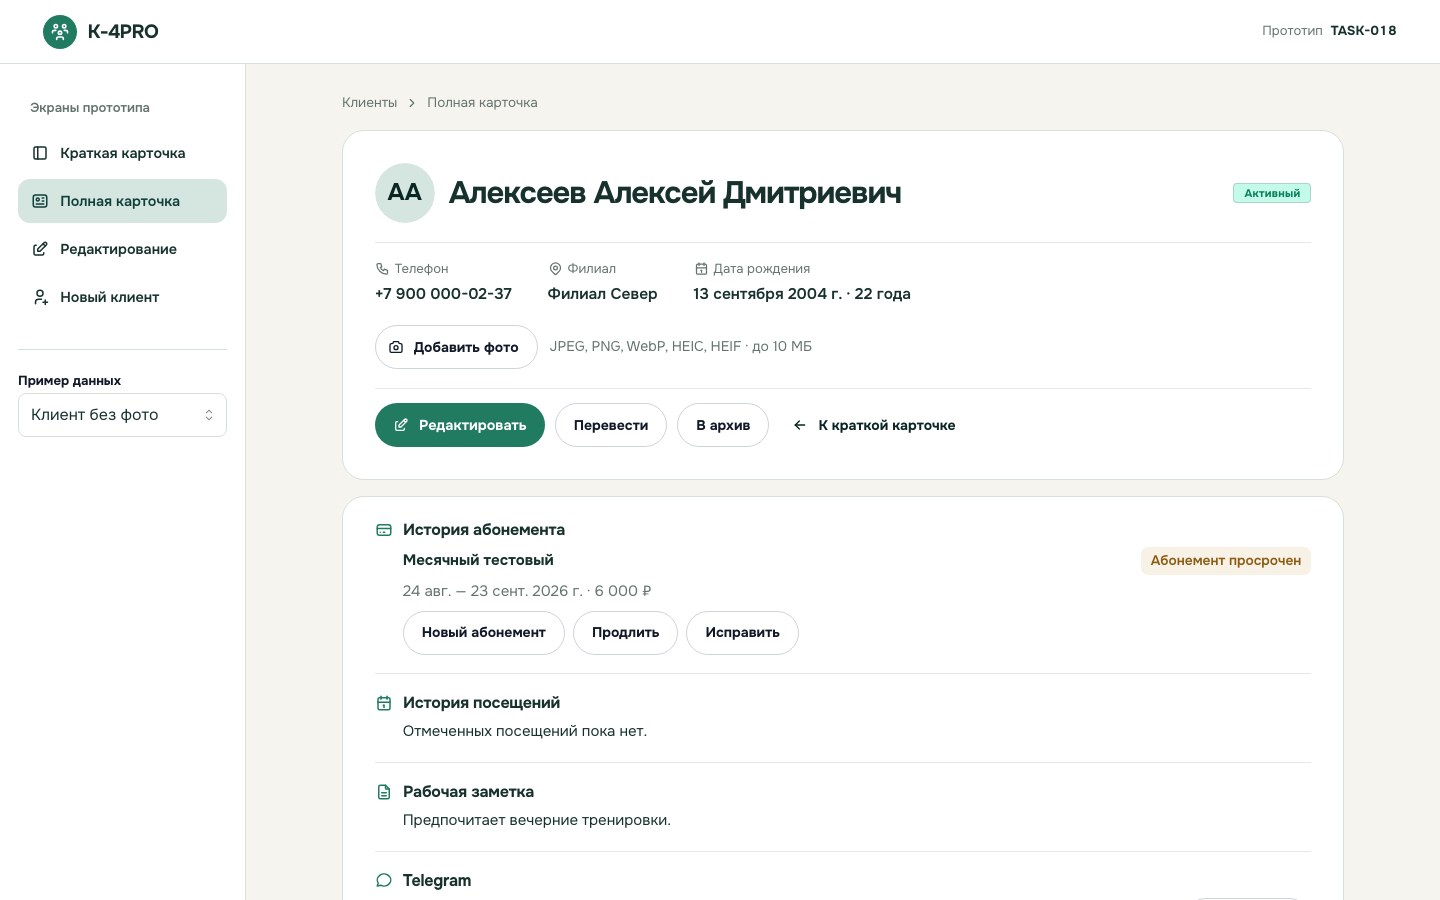 K-4PRO
Прототип TASK-018
Экраны прототипа
Краткая карточка
Полная карточка
Редактирование
Новый клиент
Пример данных
Клиент без фото
Клиенты > Полная карточка
АА
Алексеев Алексей Дмитриевич
Активный
Телефон
+7 900 000-02-37
Филиал
Филиал Север
Дата рождения
13 сентября 2004 г. · 22 года
Добавить фото
JPEG, PNG, WebP, HEIC, HEIF · до 10 МБ
Редактировать
Перевести
В архив
← К краткой карточке
История абонемента
Месячный тестовый
Абонемент просрочен
24 авг. — 23 сент. 2026 г. · 6 000 ₽
Новый абонемент
Продлить
Исправить
История посещений
Отмеченных посещений пока нет.
Рабочая заметка
Предпочитает вечерние тренировки.
Telegram